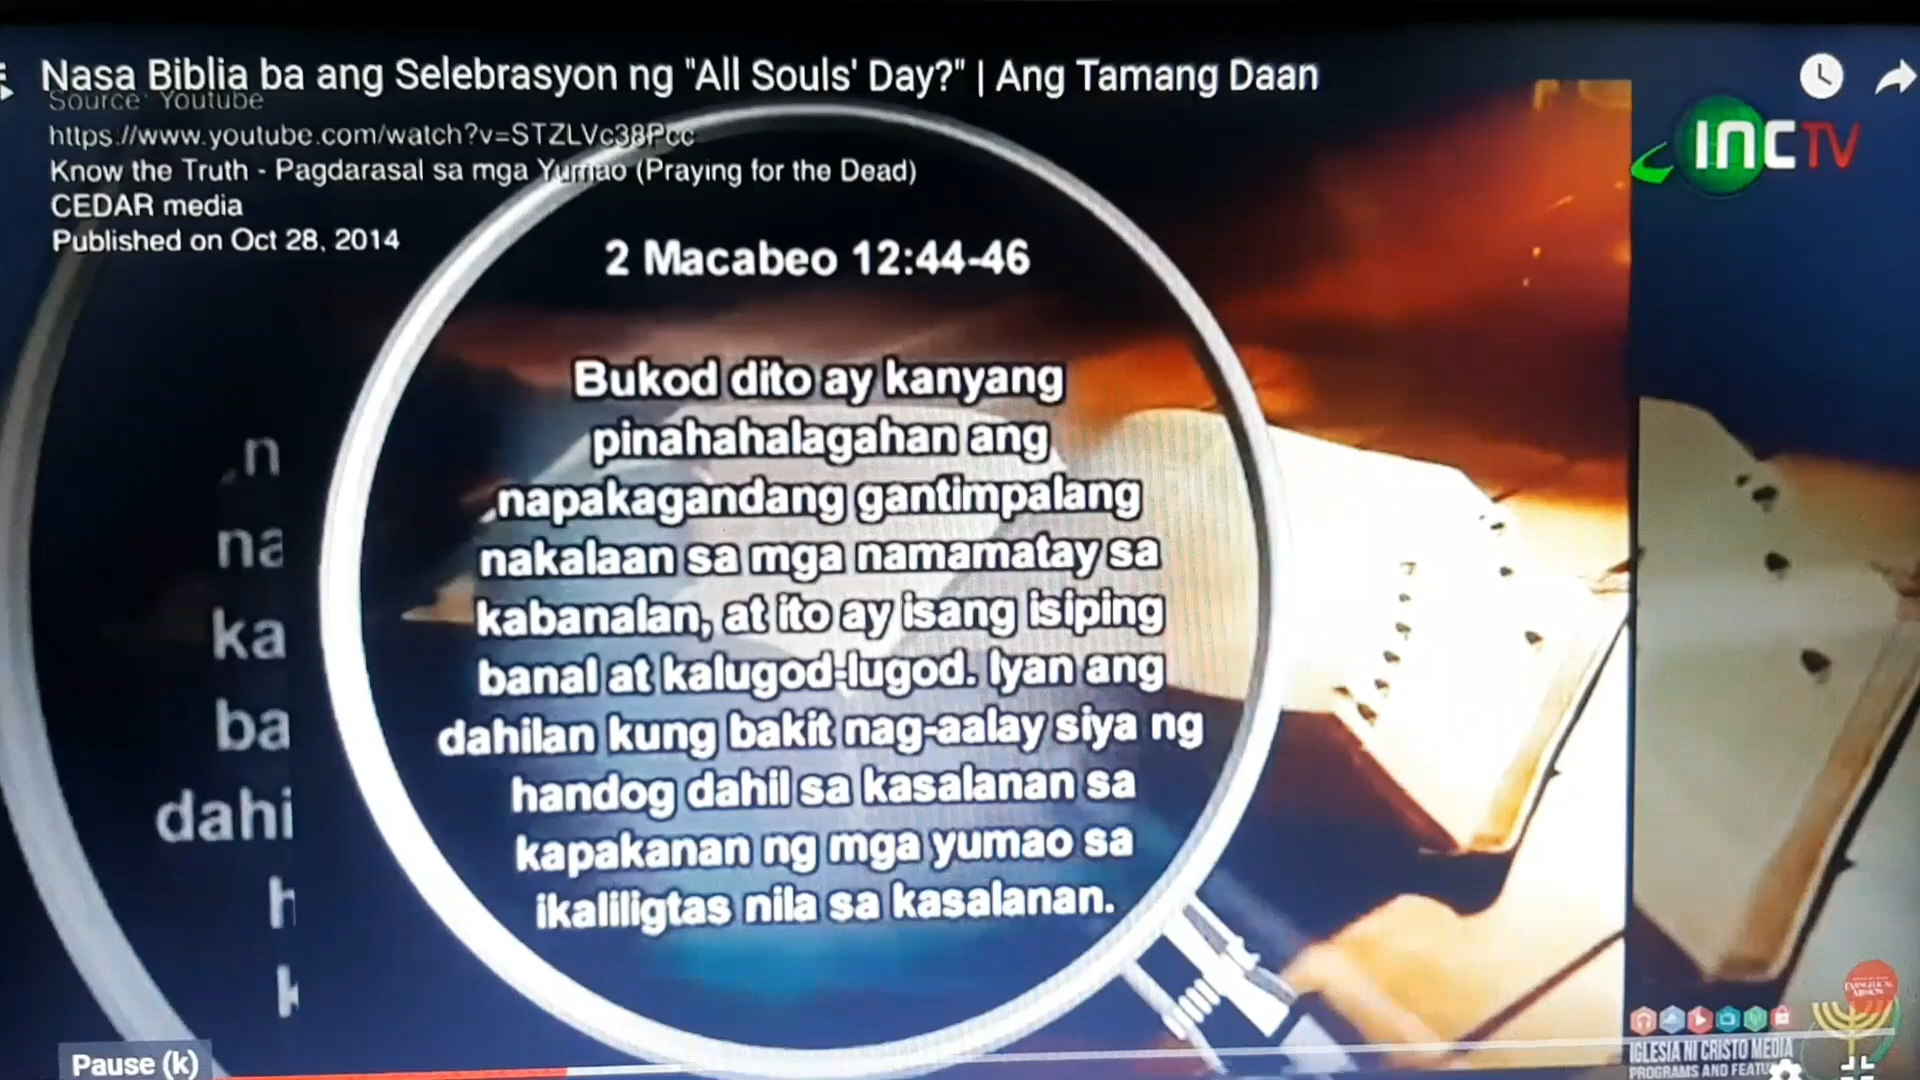 Nasa Biblia ba ang Selebrasyon ng "All Souls' Day?" | Ang Tamang Daan
Source: Youtube
https://www.youtube.com/watch?v=STZLVc38Pcc
Know the Truth - Pagdarasal sa mga Yumao (Praying for the Dead)
CEDAR media
Published on Oct 28, 2014
INCTV
2 Macabeo 12:44-46
Bukod dito ay kanyang
pinahahalagahan ang
napakagandang gantimpalang
nakalaan sa mga namamatay sa
kabanalan, at ito ay isang isiping
banal at kalugod-lugod. Iyan ang
dahilan kung bakit nag-aalay siya ng
handog dahil sa kasalanan sa
kapakanan ng mga yumao sa
ikaliligtas nila sa kasalanan.
n
na
ka
ba
dahi
h
k
IGLESIA NI CRISTO MEDIA
PROGRAMS AND FEATU
Pause (k)